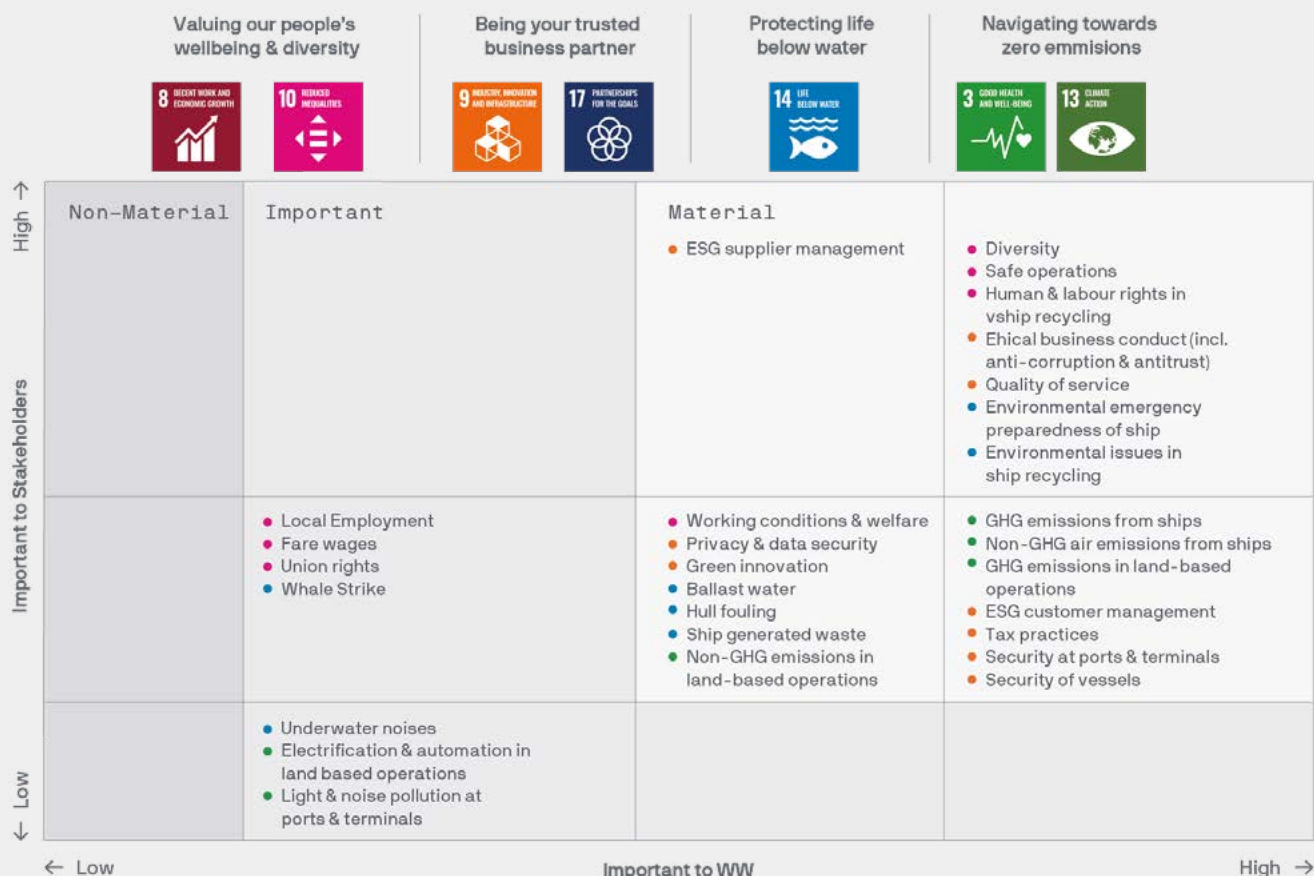 Valuing our people's
wellbeing & diversity
Being your trusted
business partner
Protecting life
below water
Navigating towards
zero emmisions
8 DECENT WORK AND
ECONOMIC GROWTH
10 REDUCED
INEQUALITIES
9 INDUSTRY, INNOVATION
AND INFRASTRUCTURE
17 PARTNERSHIPS
FOR THE GOALS
14 LIFE
BELOW WATER
3 GOOD HEALTH
AND WELL-BEING
13 CLIMATE
ACTION
High
Important to Stakeholders
Low
Non-Material
Important
Material
ESG supplier management
Diversity
Safe operations
Human & labour rights in
vship recycling
Ehical business conduct (incl.
anti-corruption & antitrust)
Quality of service
Environmental emergency
preparedness of ship
Environmental issues in
ship recycling
Local Employment
Fare wages
Union rights
Whale Strike
Working conditions & welfare
Privacy & data security
Green innovation
Ballast water
Hull fouling
Ship generated waste
Non-GHG emissions in
land-based operations
GHG emissions from ships
Non-GHG air emissions from ships
GHG emissions in land-based
operations
ESG customer management
Tax practices
Security at ports & terminals
Security of vessels
Underwater noises
Electrification & automation in
land based operations
Light & noise pollution at
ports & terminals
Low
Important to WW
High